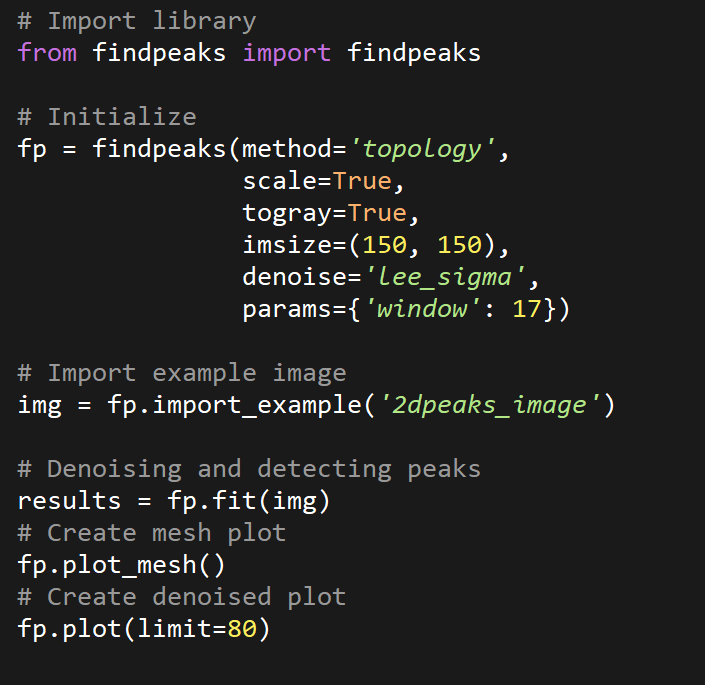 # Import library
from findpeaks import findpeaks

# Initialize
fp = findpeaks(method='topology',
               scale=True,
               togray=True,
               imsize=(150, 150),
               denoise='lee_sigma',
               params={'window': 17})

# Import example image
img = fp.import_example('2dpeaks_image')

# Denoising and detecting peaks
results = fp.fit(img)
# Create mesh plot
fp.plot_mesh()
# Create denoised plot
fp.plot(limit=80)